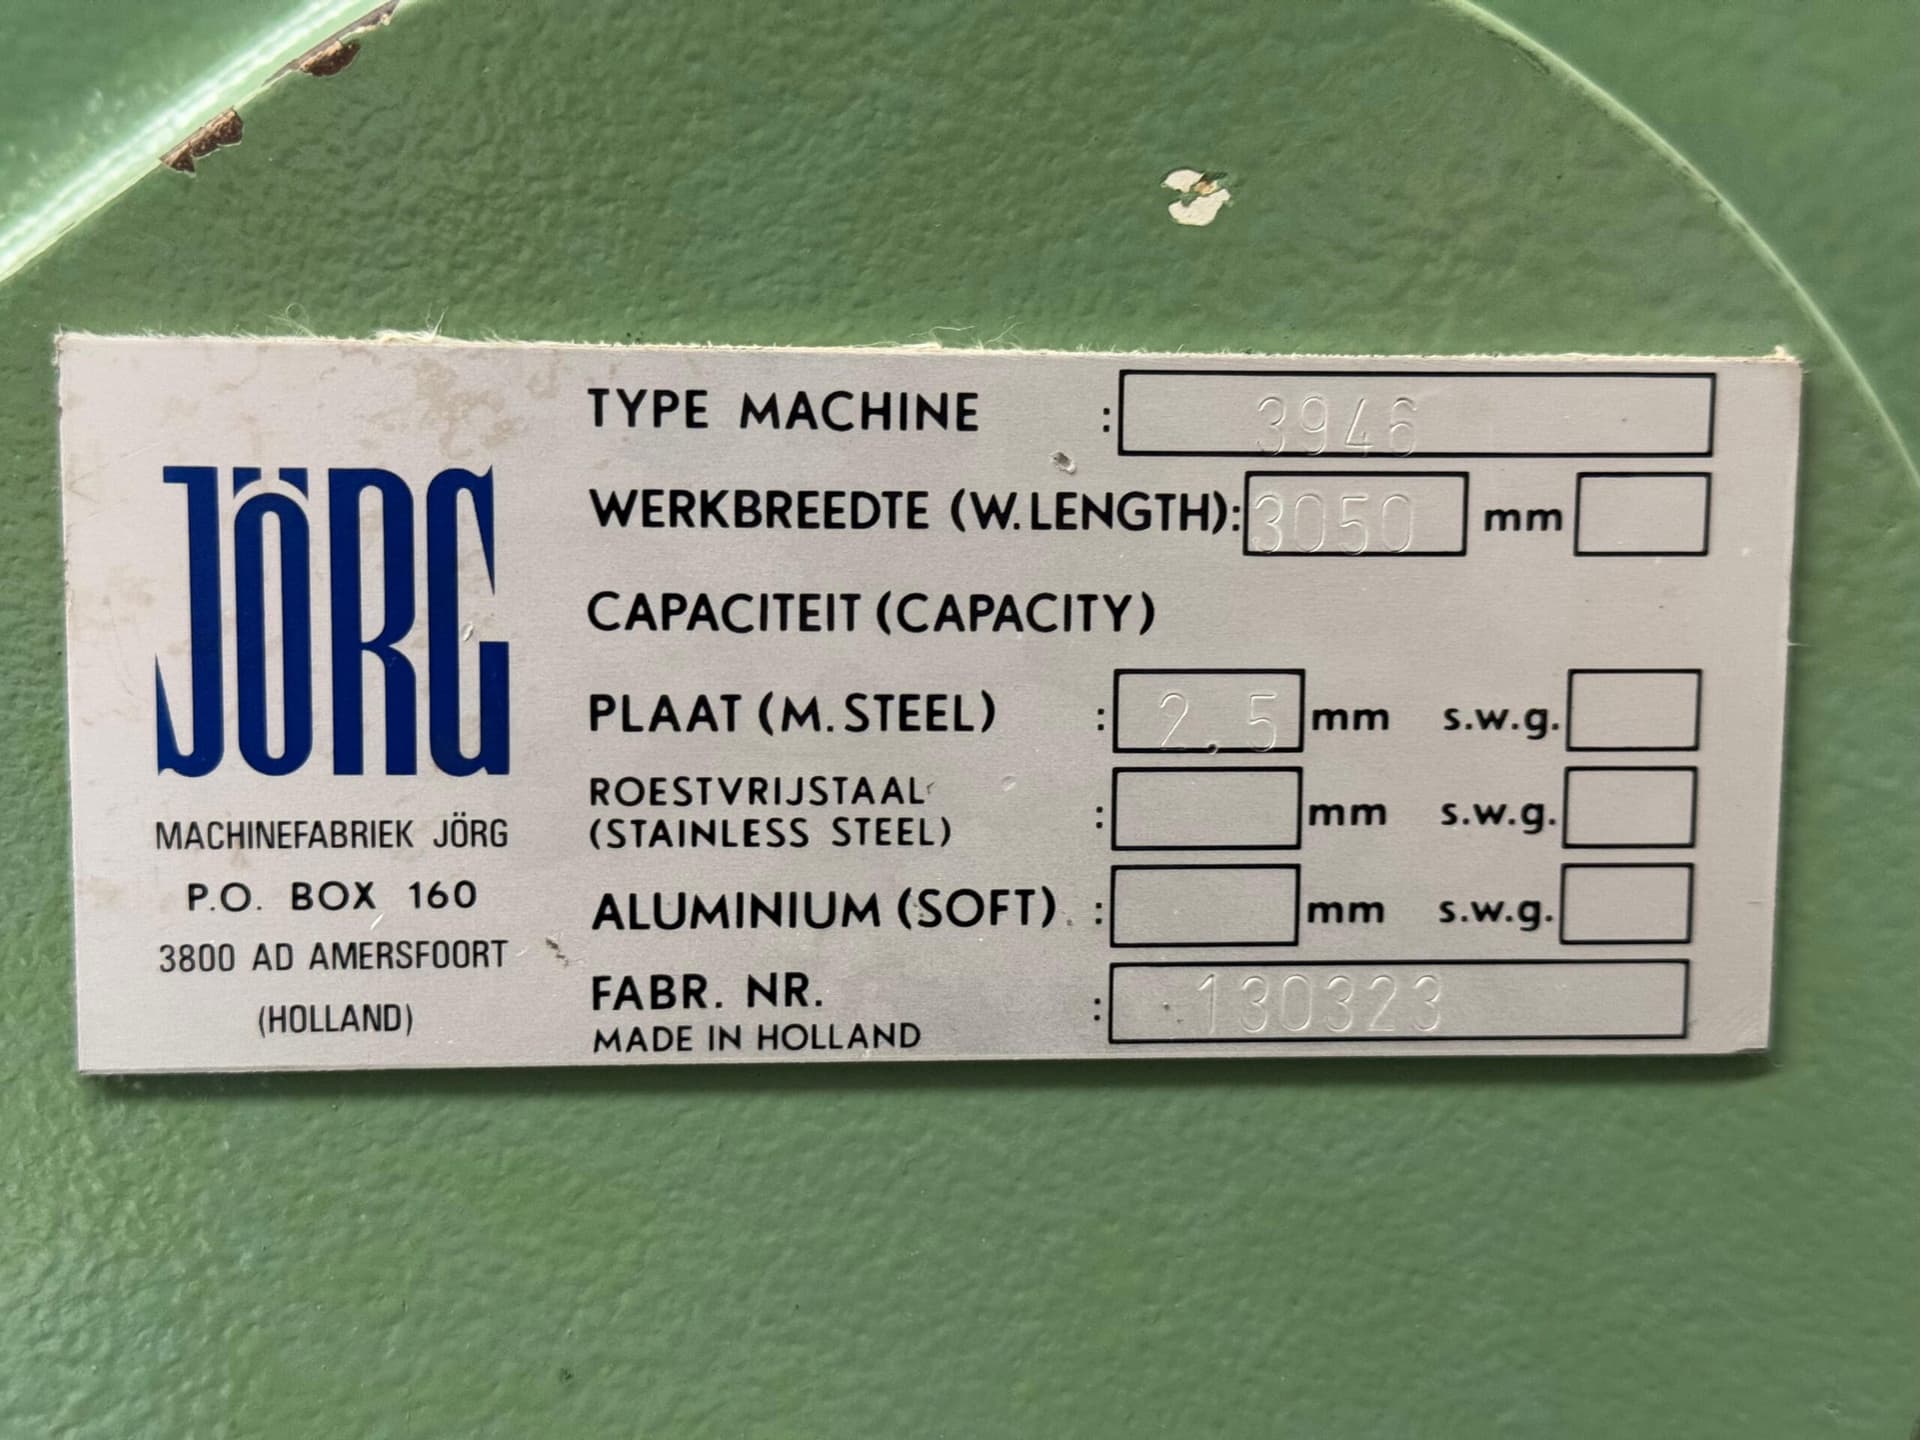 JÖRG
MACHINEFABRIEK JÖRG
P.O. BOX 160
3800 AD AMERSFOORT
(HOLLAND)
TYPE MACHINE : 3946
WERKBREEDTE (W. LENGTH): 3050 mm
CAPACITEIT (CAPACITY)
PLAAT (M. STEEL) : 2,5 mm s.w.g.
ROESTVRIJSTAAL
(STAINLESS STEEL) : mm s.w.g.
ALUMINIUM (SOFT) : mm s.w.g.
FABR. NR. : 130323
MADE IN HOLLAND